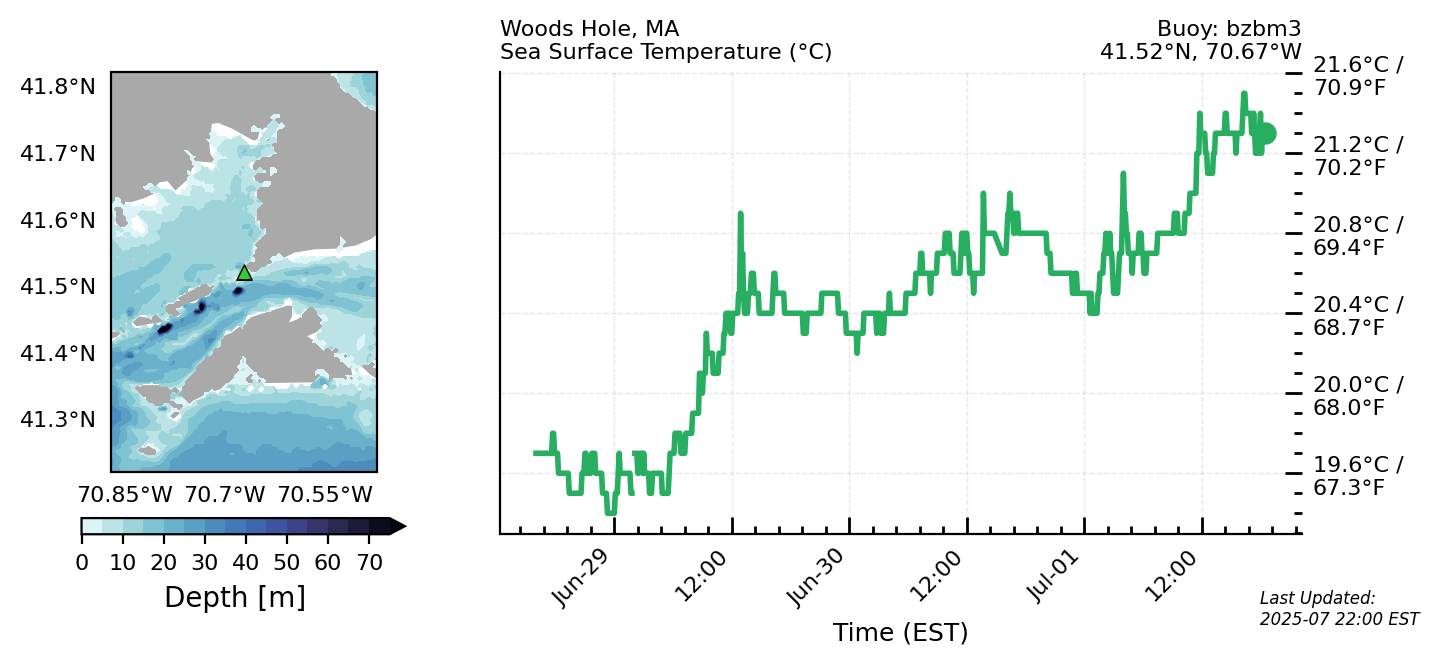 Woods Hole, MA
Sea Surface Temperature (°C)
Buoy: bzbm3
41.52°N, 70.67°W
41.8°N
41.7°N
41.6°N
41.5°N
41.4°N
41.3°N
70.85°W 70.7°W 70.55°W
0 10 20 30 40 50 60 70
Depth [m]
21.6°C /
70.9°F
21.2°C /
70.2°F
20.8°C /
69.4°F
20.4°C /
68.7°F
20.0°C /
68.0°F
19.6°C /
67.3°F
Jun-29 12:00 Jun-30 12:00 Jul-01 12:00
Time (EST)
Last Updated:
2025-07 22:00 EST